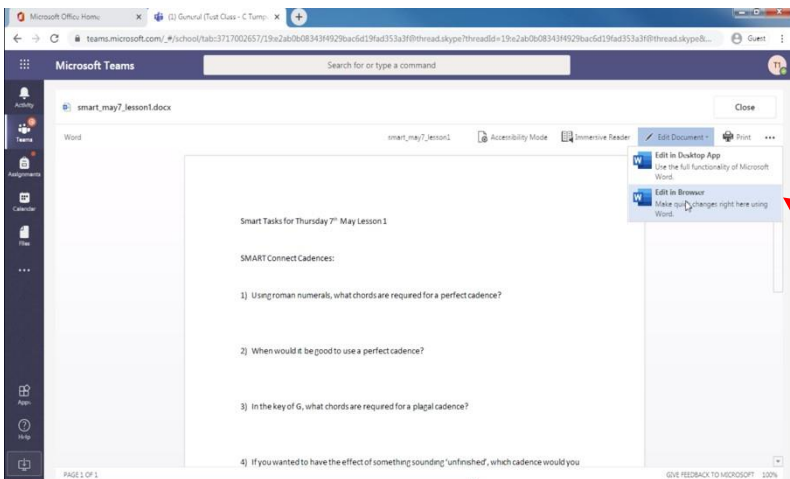 Microsoft Office Home
(1) General (Test Class - C Turnp
teams.microsoft.com/_#/school/tab::3717002657/19:e2ab0b08343f4929bac6d19fad353a3f@thread.skype?threadId=19:e2ab0b08343f4929bac6d19fad353a3f@thread.skype&...
Guest
Microsoft Teams
Search for or type a command
Activity
smart_may7_lesson1.docx
Close
Teams
Word
smart_may7_lesson1
Accessibility Mode
Immersive Reader
Edit Document
Print
Assignments
Edit in Desktop App
Use the full functionality of Microsoft
Word.
Calendar
Edit in Browser
Make quick changes right here using
Word.
Files
Smart Tasks for Thursday 7th May Lesson 1
SMART Connect Cadences:
1) Using roman numerals, what chords are required for a perfect cadence?
2) When would it be good to use a perfect cadence?
Apps
3) In the key of G, what chords are required for a plagal cadence?
Help
4) If you wanted to have the effect of something sounding 'unfinished', which cadence would you
PAGE 1 OF 1
GIVE FEEDBACK TO MICROSOFT
100%